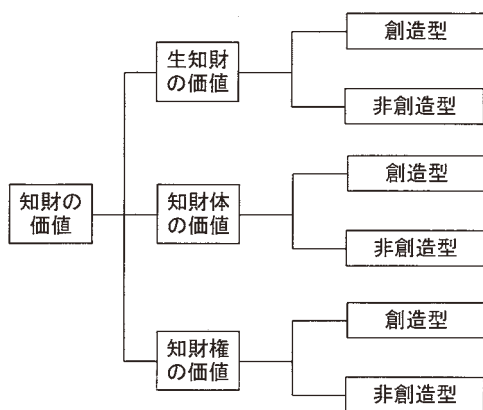 知財の
価値
生知財
の価値
創造型
非創造型
知財体
の価値
創造型
非創造型
知財権
の価値
創造型
非創造型